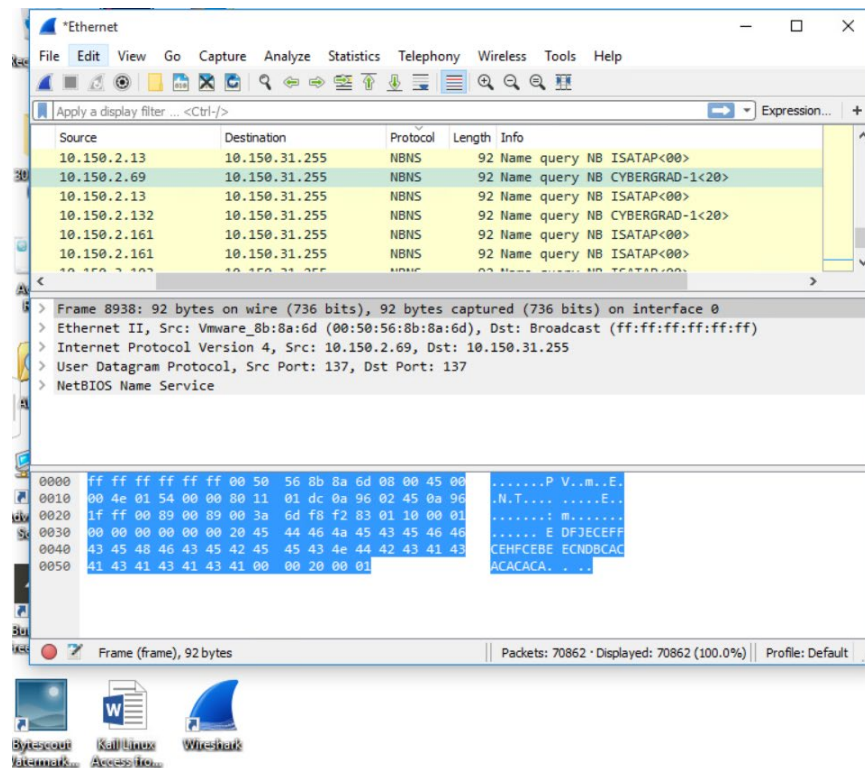 *Ethernet
File Edit View Go Capture Analyze Statistics Telephony Wireless Tools Help
Apply a display filter ... <Ctrl-/> Expression... +
Source Destination Protocol Length Info
10.150.2.13 10.150.31.255 NBNS 92 Name query NB ISATAP<00>
10.150.2.69 10.150.31.255 NBNS 92 Name query NB CYBERGRAD-1<20>
10.150.2.13 10.150.31.255 NBNS 92 Name query NB ISATAP<00>
10.150.2.132 10.150.31.255 NBNS 92 Name query NB CYBERGRAD-1<20>
10.150.2.161 10.150.31.255 NBNS 92 Name query NB ISATAP<00>
10.150.2.161 10.150.31.255 NBNS 92 Name query NB ISATAP<00>
> Frame 8938: 92 bytes on wire (736 bits), 92 bytes captured (736 bits) on interface 0
> Ethernet II, Src: Vmware_8b:8a:6d (00:50:56:8b:8a:6d), Dst: Broadcast (ff:ff:ff:ff:ff:ff)
> Internet Protocol Version 4, Src: 10.150.2.69, Dst: 10.150.31.255
> User Datagram Protocol, Src Port: 137, Dst Port: 137
> NetBIOS Name Service
0000 ff ff ff ff ff ff 00 50 56 8b 8a 6d 08 00 45 00 .......P V..m..E.
0010 00 4e 01 54 00 00 80 11 01 dc 0a 96 02 45 0a 96 .N.T.... .....E..
0020 1f ff 00 89 00 89 00 3a 6d f8 f2 83 01 10 00 01 .......: m.......
0030 00 00 00 00 00 00 20 45 44 46 4a 45 43 45 46 46 ...... E DFJECEFF
0040 43 45 48 46 43 45 42 45 45 43 4e 44 42 43 41 43 CEHFCEBE ECNDBCAC
0050 41 43 41 43 41 43 41 00 00 20 00 01 ACACACA. . ..
Frame (frame), 92 bytes Packets: 70862 · Displayed: 70862 (100.0%) Profile: Default
Bytescout Kali Linux Wireshark
Watermark... Access fro...